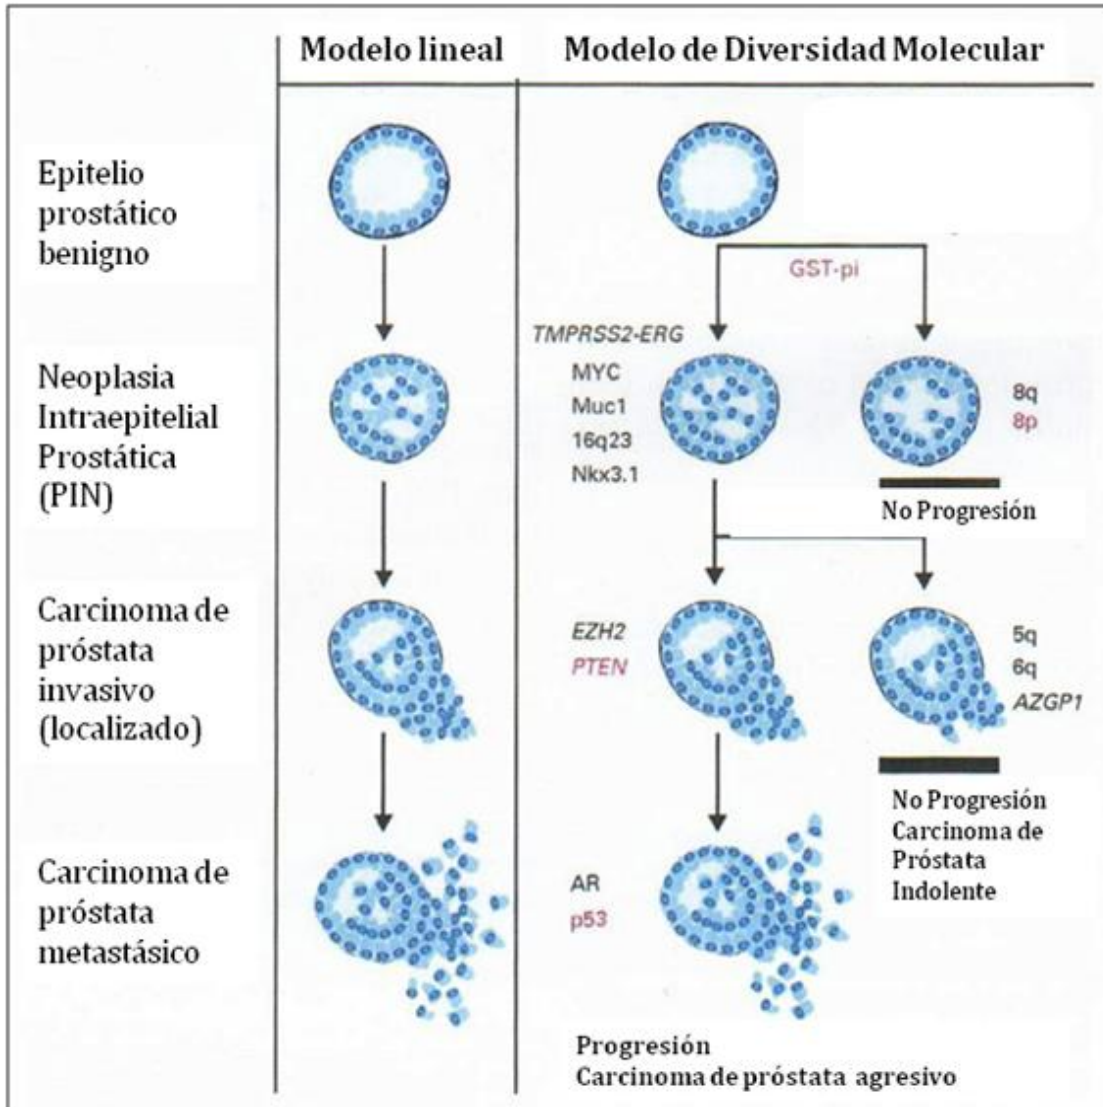 Modelo lineal
Modelo de Diversidad Molecular
Epitelio
prostático
benigno
GST-pi
Neoplasia
Intraepitelial
Prostática
(PIN)
TMPRSS2-ERG
MYC
Muc1
16q23
Nkx3.1
8q
8p
No Progresión
Carcinoma de
próstata
invasivo
(localizado)
EZH2
PTEN
5q
6q
AZGP1
No Progresión
Carcinoma de
Próstata
Indolente
Carcinoma de
próstata
metastásico
AR
p53
Progresión
Carcinoma de próstata agresivo